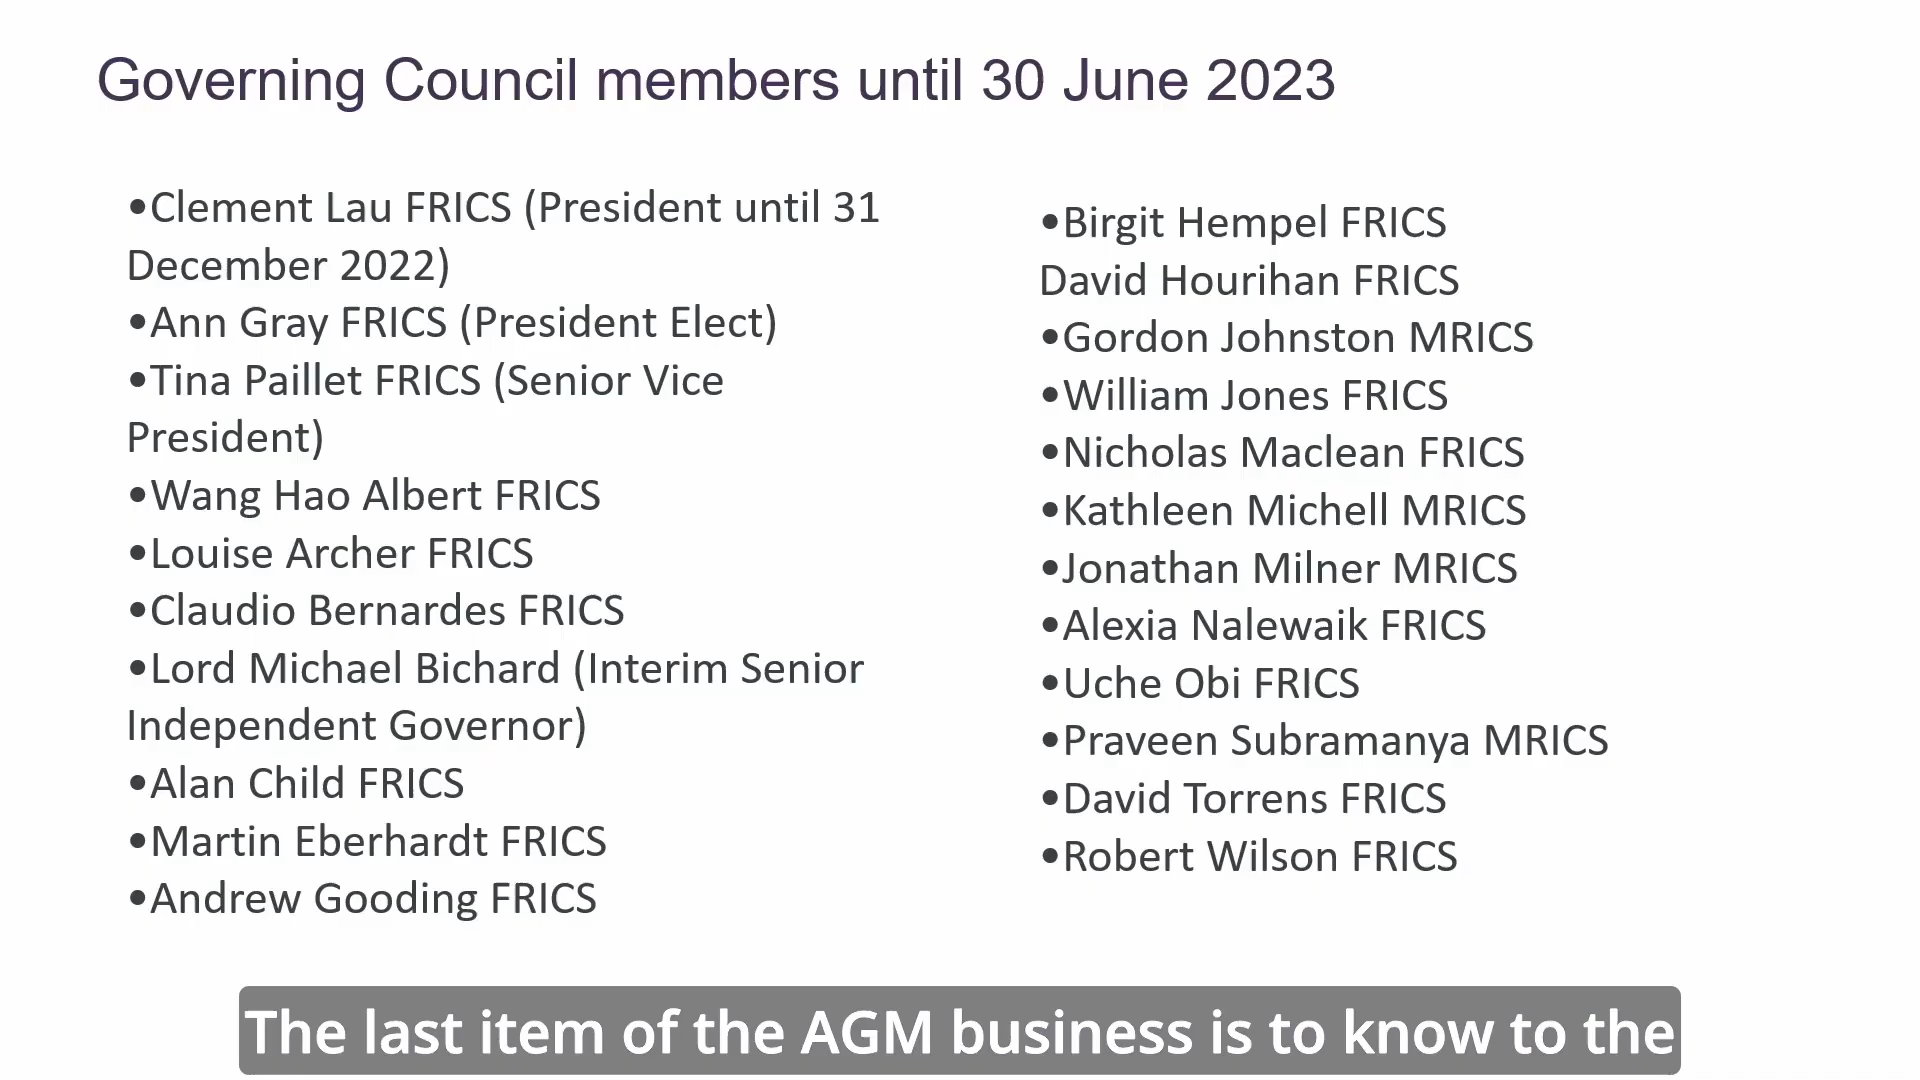 Governing Council members until 30 June 2023
•Clement Lau FRICS (President until 31
December 2022)
•Ann Gray FRICS (President Elect)
•Tina Paillet FRICS (Senior Vice
President)
•Wang Hao Albert FRICS
•Louise Archer FRICS
•Claudio Bernardes FRICS
•Lord Michael Bichard (Interim Senior
Independent Governor)
•Alan Child FRICS
•Martin Eberhardt FRICS
•Andrew Gooding FRICS
•Birgit Hempel FRICS
David Hourihan FRICS
•Gordon Johnston MRICS
•William Jones FRICS
•Nicholas Maclean FRICS
•Kathleen Michell MRICS
•Jonathan Milner MRICS
•Alexia Nalewaik FRICS
•Uche Obi FRICS
•Praveen Subramanya MRICS
•David Torrens FRICS
•Robert Wilson FRICS
The last item of the AGM business is to know to the